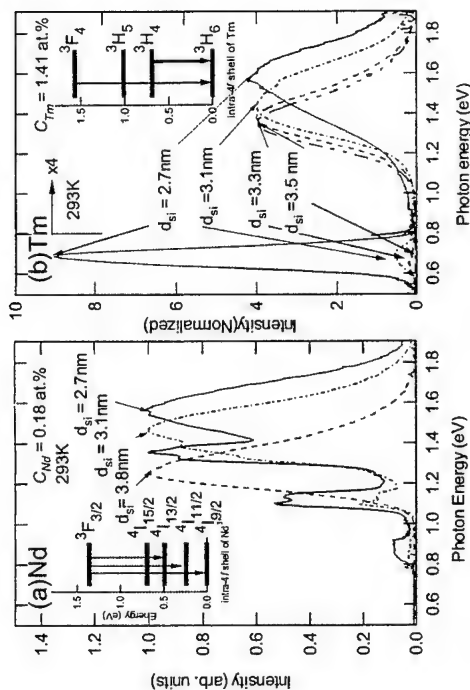 (a)Nd
C_Nd = 0.18 at.%
293K
d_si = 2.7nm
d_si = 3.1nm
d_si = 3.8nm
³F₃/₂
⁴I₁₅/₂
⁴I₁₃/₂
⁴I₁₁/₂
⁴I₉/₂
Energy (eV)
1.5
1.0
0.5
0.0
intra-4f shell of Nd
Intensity (arb. units)
1.4
1.2
1.0
0.8
0.6
0.4
0.2
0.0
0.6 0.8 1.0 1.2 1.4 1.6 1.8
Photon Energy (eV)
(b)Tm
x4
293K
C_Tm = 1.41 at.%
³F₄
³H₅
³H₄
³H₆
1.5
1.0
0.5
0.0
intra-4f shell of Tm
d_si = 2.7nm
d_si = 3.1nm
d_si = 3.3nm
d_si = 3.5 nm
Intensity(Normalized)
10
8
6
4
2
0
0.6 0.8 1.0 1.2 1.4 1.6 1.8
Photon energy (eV)